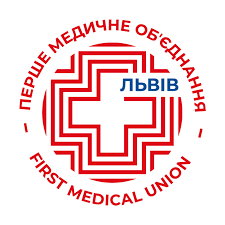 ПЕРШЕ МЕДИЧНЕ ОБ'ЄДНАННЯ
ЛЬВІВ
FIRST MEDICAL UNION